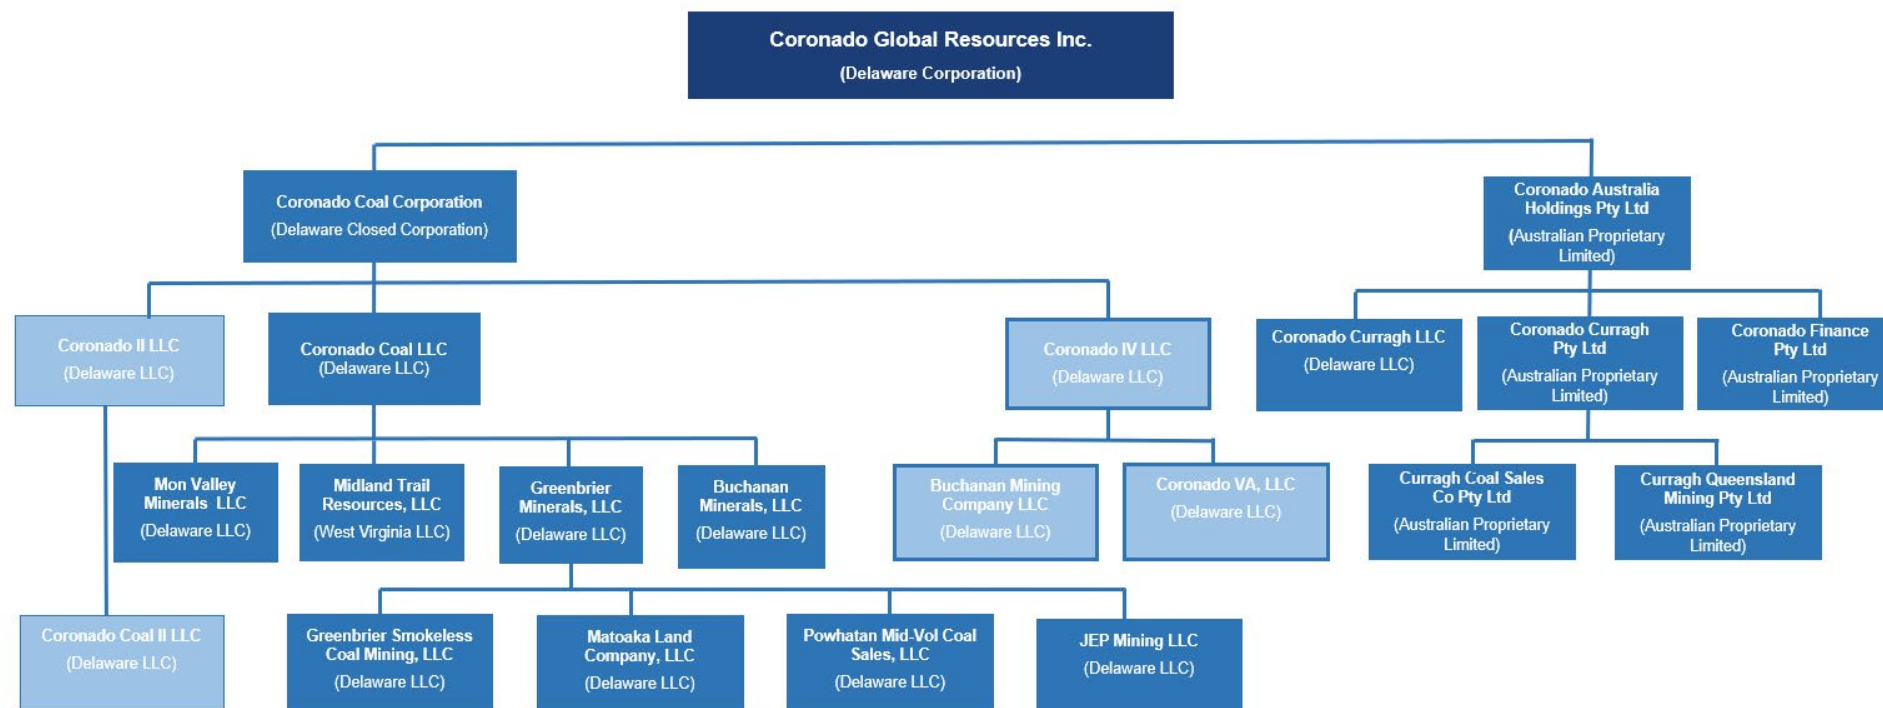 Coronado Global Resources Inc.
(Delaware Corporation)
Coronado Coal Corporation
(Delaware Closed Corporation)
Coronado Australia
Holdings Pty Ltd
(Australian Proprietary
Limited)
Coronado II LLC
(Delaware LLC)
Coronado Coal LLC
(Delaware LLC)
Coronado IV LLC
(Delaware LLC)
Coronado Curragh LLC
(Delaware LLC)
Coronado Curragh
Pty Ltd
(Australian Proprietary
Limited)
Coronado Finance
Pty Ltd
(Australian Proprietary
Limited)
Mon Valley
Minerals LLC
(Delaware LLC)
Midland Trail
Resources, LLC
(West Virginia LLC)
Greenbrier
Minerals, LLC
(Delaware LLC)
Buchanan
Minerals, LLC
(Delaware LLC)
Buchanan Mining
Company LLC
(Delaware LLC)
Coronado VA, LLC
(Delaware LLC)
Curragh Coal Sales
Co Pty Ltd
(Australian Proprietary
Limited)
Curragh Queensland
Mining Pty Ltd
(Australian Proprietary
Limited)
Coronado Coal II LLC
(Delaware LLC)
Greenbrier Smokeless
Coal Mining, LLC
(Delaware LLC)
Matoaka Land
Company, LLC
(Delaware LLC)
Powhatan Mid-Vol Coal
Sales, LLC
(Delaware LLC)
JEP Mining LLC
(Delaware LLC)